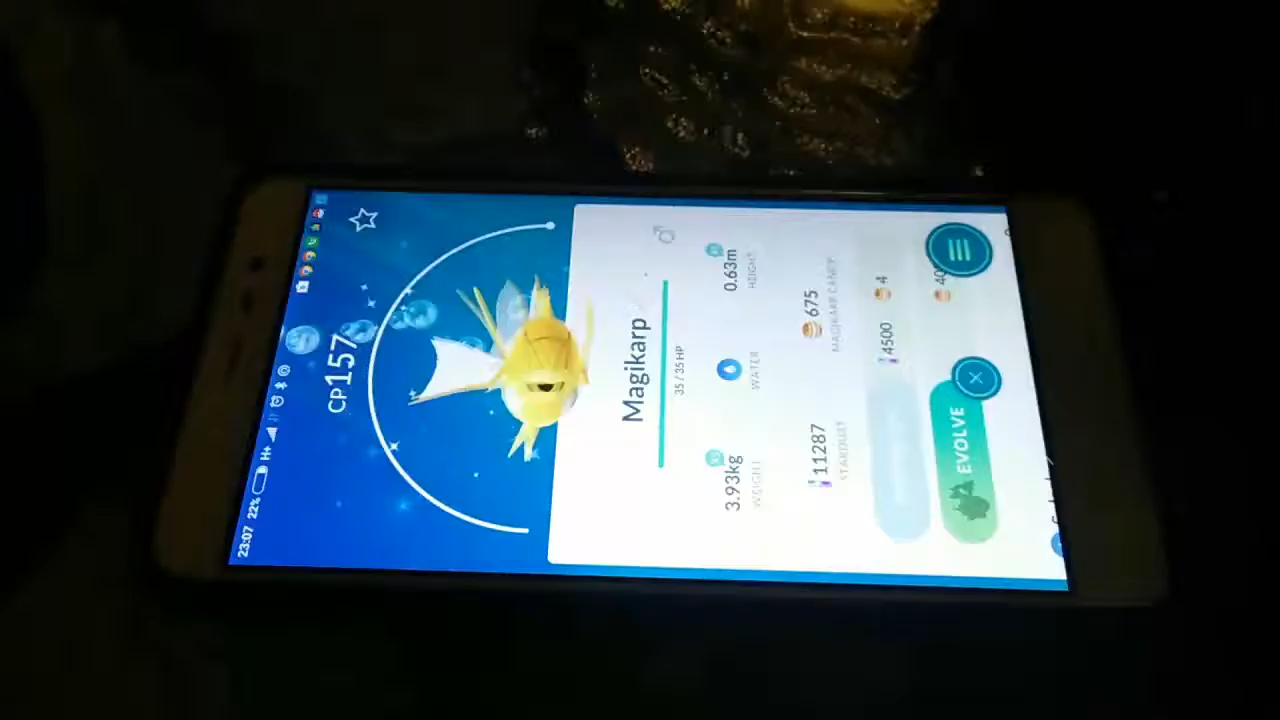 23:07 22% H+
CP157
Magikarp
35 / 35 HP
3.93kg
WEIGHT
WATER
0.63m
HEIGHT
11287
STARDUST
675
MAGIKARP CANDY
4500 4
EVOLVE